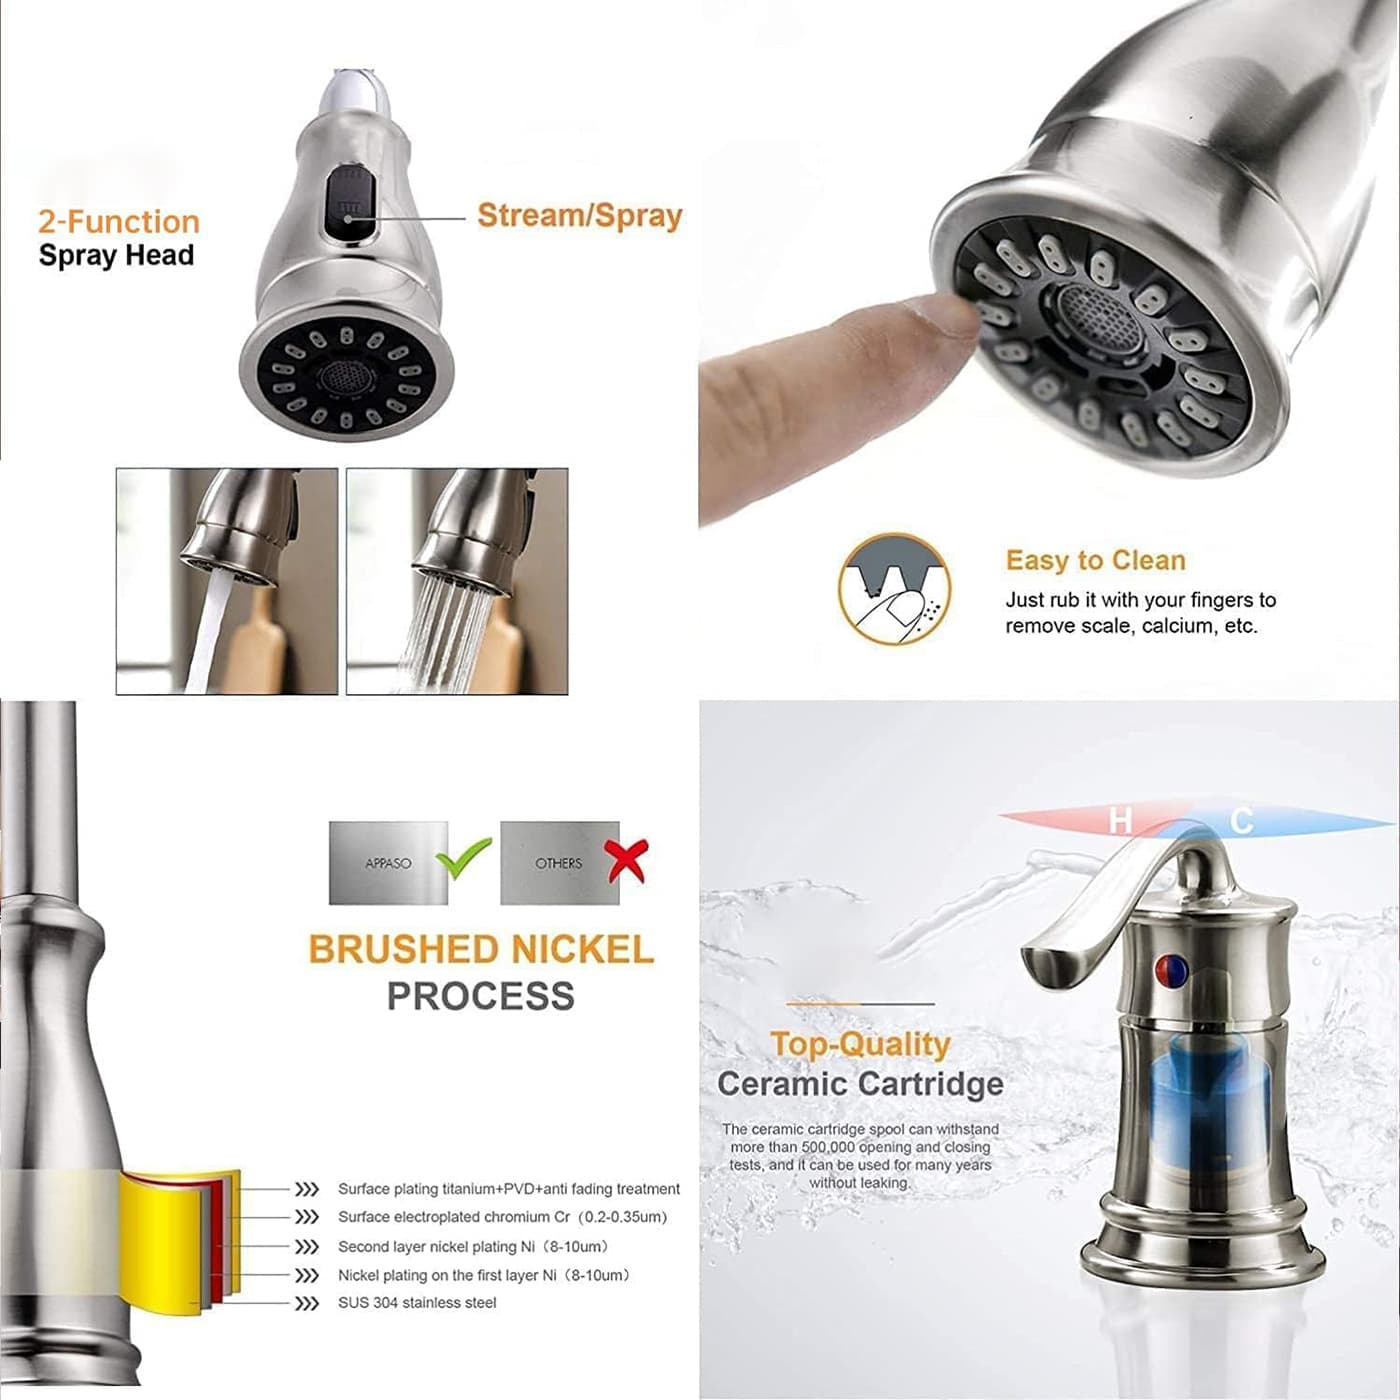 2-Function
Spray Head
Stream/Spray
Easy to Clean
Just rub it with your fingers to
remove scale, calcium, etc.
APPASO
OTHERS
BRUSHED NICKEL
PROCESS
Surface plating titanium+PVD+anti fading treatment
Surface electroplated chromium Cr（0.2-0.35um）
Second layer nickel plating Ni（8-10um）
Nickel plating on the first layer Ni（8-10um）
SUS 304 stainless steel
H C
Top-Quality
Ceramic Cartridge
The ceramic cartridge spool can withstand
more than 500,000 opening and closing
tests, and it can be used for many years
without leaking.